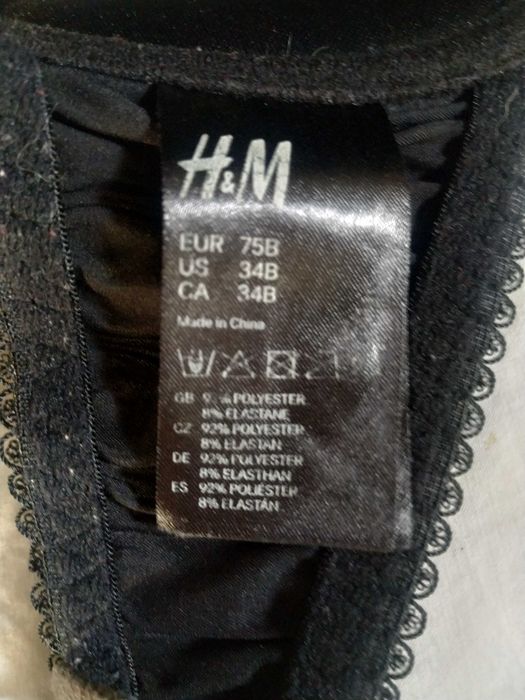 H&M
EUR 75B
US 34B
CA 34B
Made in China
GB POLYESTER
8% ELASTANE
CZ 92% POLYESTER
8% ELASTAN
DE 92% POLYESTER
8% ELASTHAN
ES 92% POLIÉSTER
8% ELASTÁN